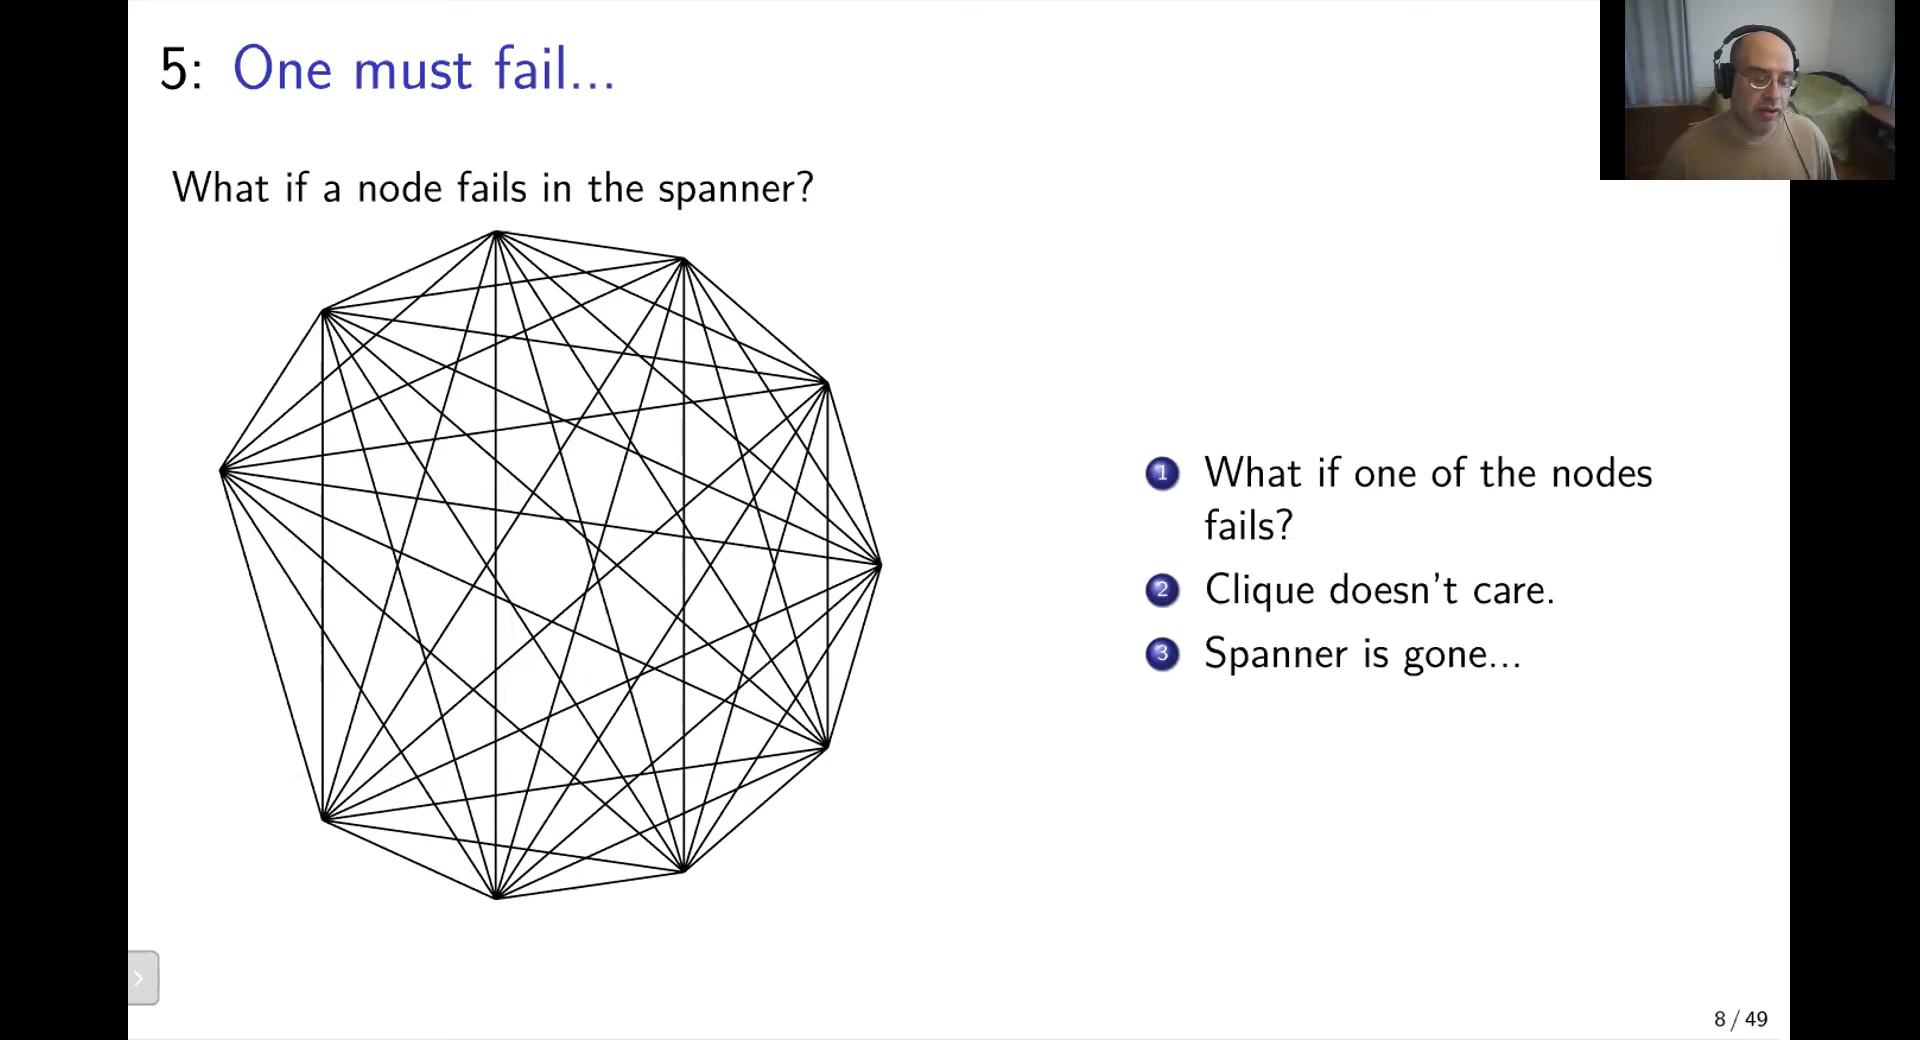 5: One must fail...
What if a node fails in the spanner?
1 What if one of the nodes
fails?
2 Clique doesn't care.
3 Spanner is gone...
8 / 49